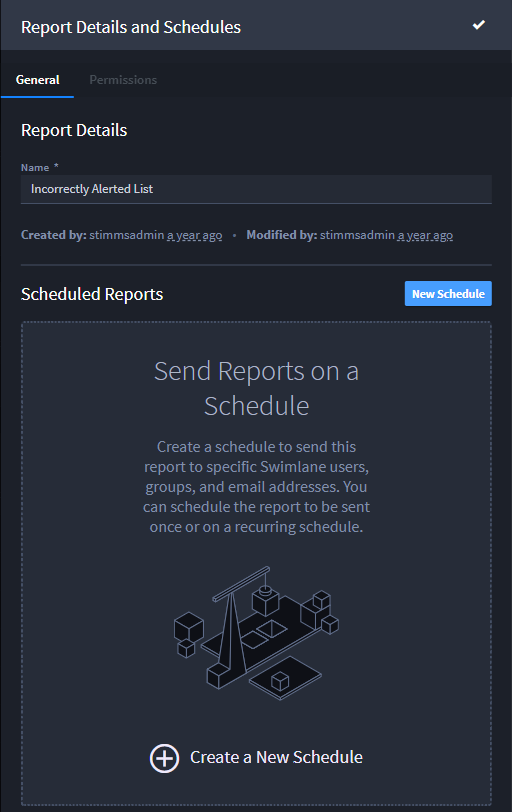 Report Details and Schedules
General Permissions
Report Details
Name *
Incorrectly Alerted List
Created by: stimmsadmin a year ago • Modified by: stimmsadmin a year ago
Scheduled Reports New Schedule
Send Reports on a
Schedule
Create a schedule to send this
report to specific Swimlane users,
groups, and email addresses. You
can schedule the report to be sent
once or on a recurring schedule.
Create a New Schedule